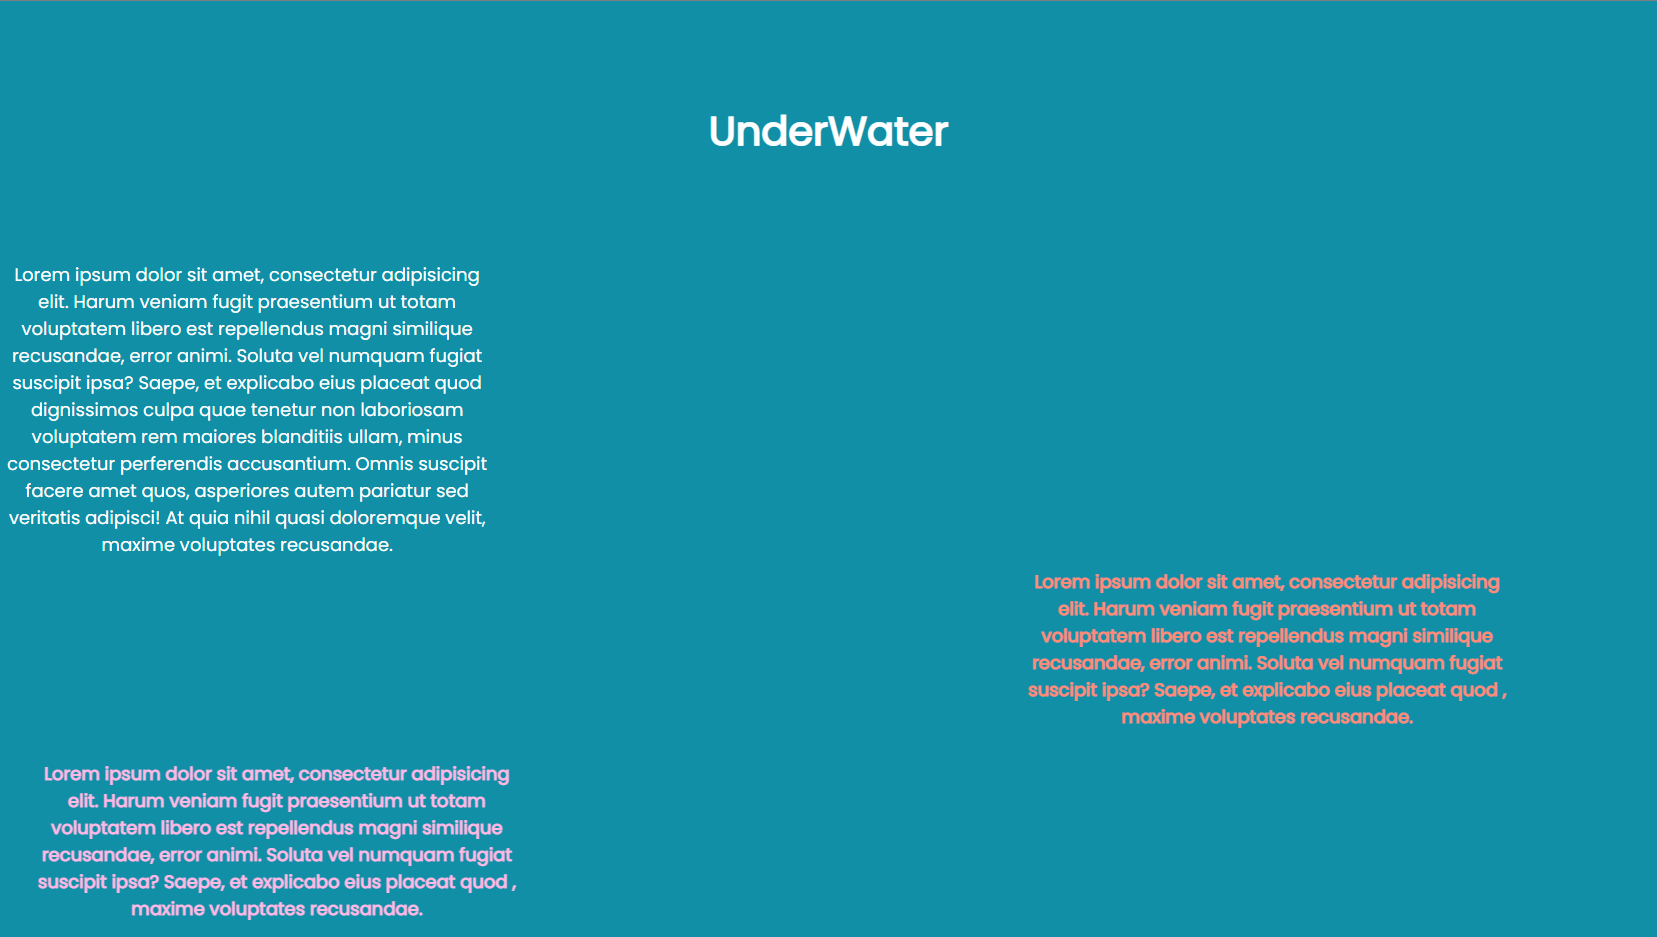 UnderWater
Lorem ipsum dolor sit amet, consectetur adipisicing
elit. Harum veniam fugit praesentium ut totam
voluptatem libero est repellendus magni similique
recusandae, error animi. Soluta vel numquam fugiat
suscipit ipsa? Saepe, et explicabo eius placeat quod
dignissimos culpa quae tenetur non laboriosam
voluptatem rem maiores blanditiis ullam, minus
consectetur perferendis accusantium. Omnis suscipit
facere amet quos, asperiores autem pariatur sed
veritatis adipisci! At quia nihil quasi doloremque velit,
maxime voluptates recusandae.
Lorem ipsum dolor sit amet, consectetur adipisicing
elit. Harum veniam fugit praesentium ut totam
voluptatem libero est repellendus magni similique
recusandae, error animi. Soluta vel numquam fugiat
suscipit ipsa? Saepe, et explicabo eius placeat quod ,
maxime voluptates recusandae.
Lorem ipsum dolor sit amet, consectetur adipisicing
elit. Harum veniam fugit praesentium ut totam
voluptatem libero est repellendus magni similique
recusandae, error animi. Soluta vel numquam fugiat
suscipit ipsa? Saepe, et explicabo eius placeat quod ,
maxime voluptates recusandae.